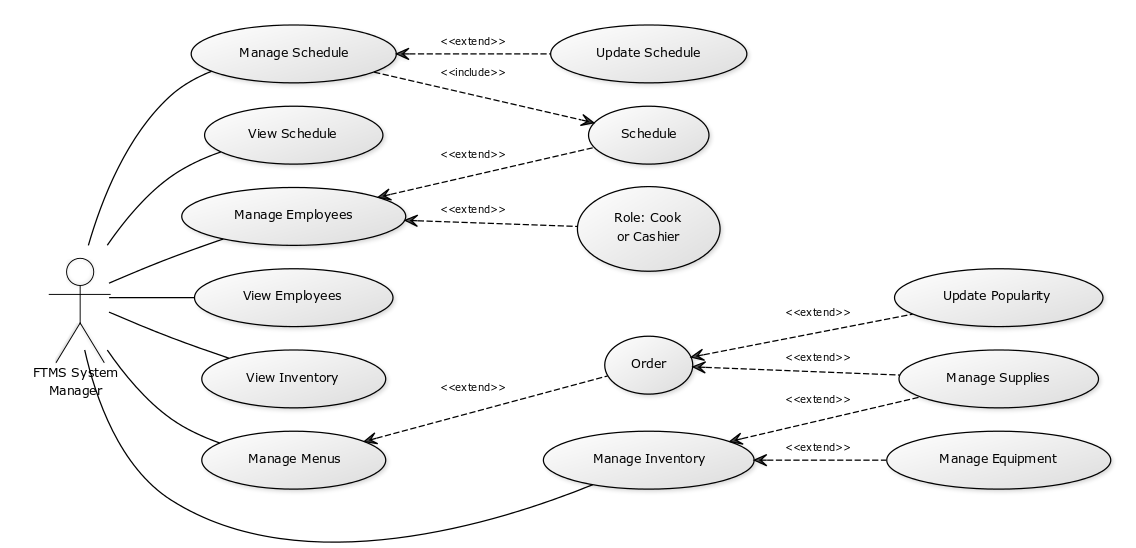 Manage Schedule
<<extend>>
Update Schedule
<<include>>
View Schedule
Schedule
<<extend>>
Manage Employees
<<extend>>
Role: Cook
or Cashier
View Employees
Update Popularity
<<extend>>
FTMS System
Manager
View Inventory
Order
<<extend>>
Manage Supplies
<<extend>>
<<extend>>
Manage Menus
Manage Inventory
<<extend>>
Manage Equipment